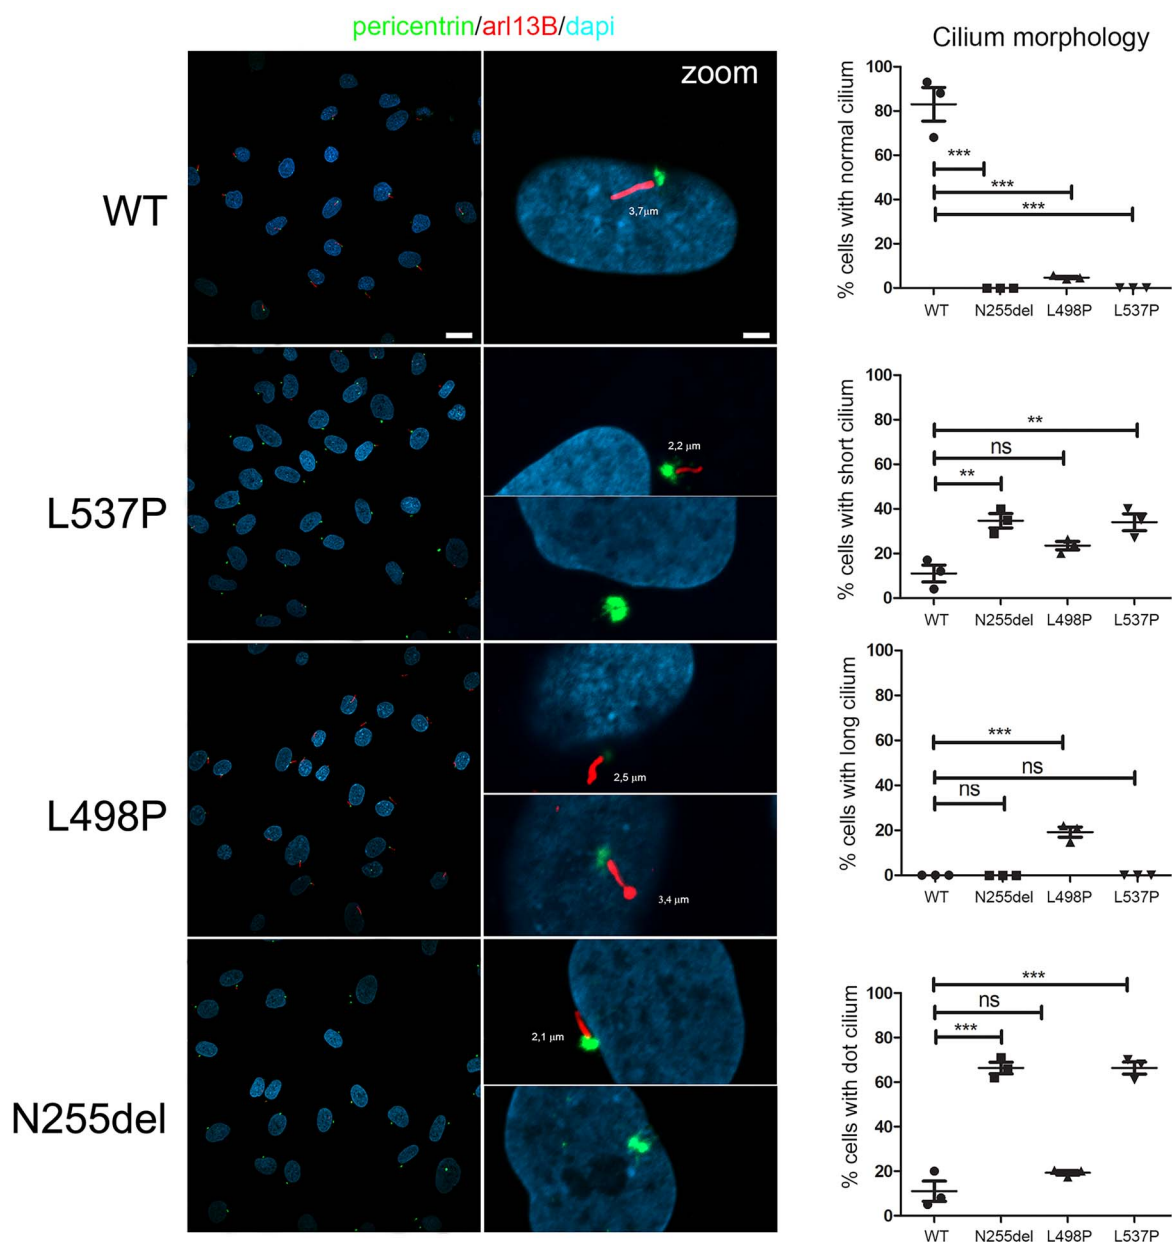 pericentrin/arl13B/dapi
zoom
WT
3,7µm
L537P
2,2 µm
L498P
2,5 µm
3,4 µm
N255del
2,1 µm
Cilium morphology
% cells with normal cilium
100
80
60
40
20
0
***
***
***
WT N255del L498P L537P
% cells with short cilium
100
80
60
40
20
0
**
ns
**
WT N255del L498P L537P
% cells with long cilium
100
80
60
40
20
0
***
ns
ns
WT N255del L498P L537P
% cells with dot cilium
100
80
60
40
20
0
***
ns
***
WT N255del L498P L537P